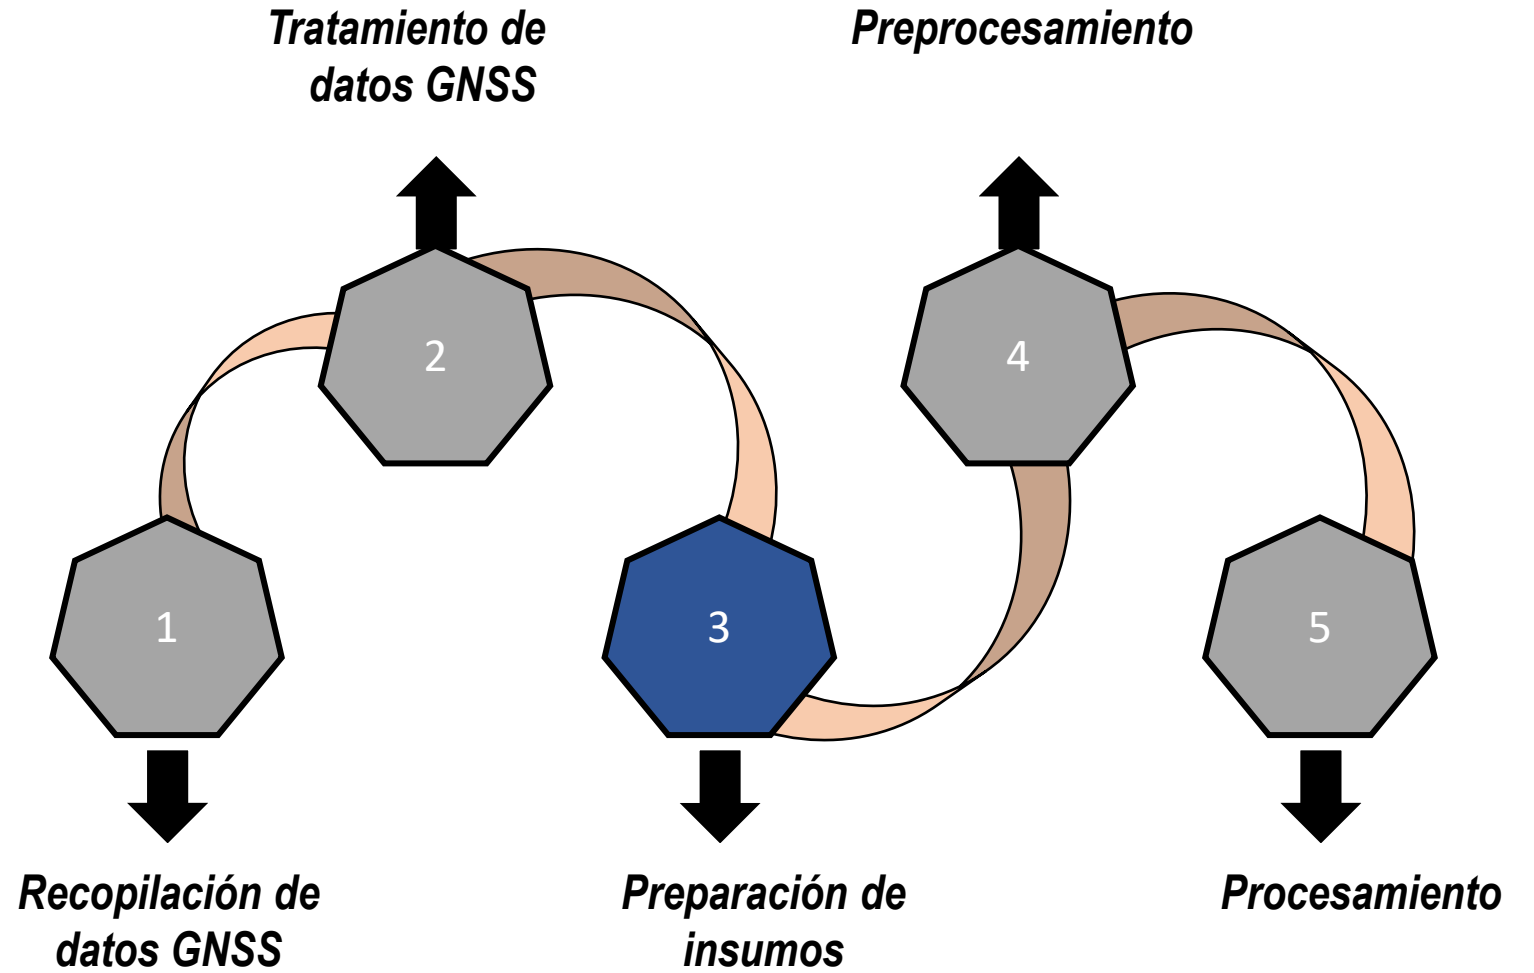 Tratamiento de
datos GNSS
Preprocesamiento
2
4
1
3
5
Recopilación de
datos GNSS
Preparación de
insumos
Procesamiento